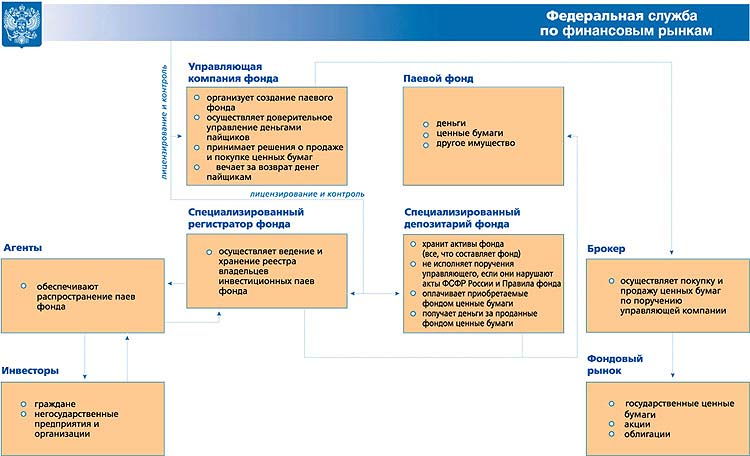 Федеральная служба
по финансовым рынкам
лицензирование и контроль
Управляющая
компания фонда
организует создание паевого
фонда
осуществляет доверительное
управление деньгами
пайщиков
принимает решения о продаже
и покупке ценных бумаг
вечает за возврат денег
пайщикам
Паевой фонд
деньги
ценные бумаги
другое имущество
лицензирование и контроль
Агенты
обеспечивают
распространение паев
фонда
Специализированный
регистратор фонда
осуществляет ведение и
хранение реестра
владельцев
инвестиционных паев
фонда
Специализированный
депозитарий фонда
хранит активы фонда
(все, что составляет фонд)
не исполняет поручения
управляющего, если они нарушают
акты ФСФР России и Правила фонда
оплачивает приобретаемые
фондом ценные бумаги
получает деньги за проданные
фондом ценные бумаги
Брокер
осуществляет покупку и
продажу ценных бумаг
по поручению
управляющей компании
Инвесторы
граждане
негосударственные
предприятия и
организации
Фондовый
рынок
государственные ценные
бумаги
акции
облигации